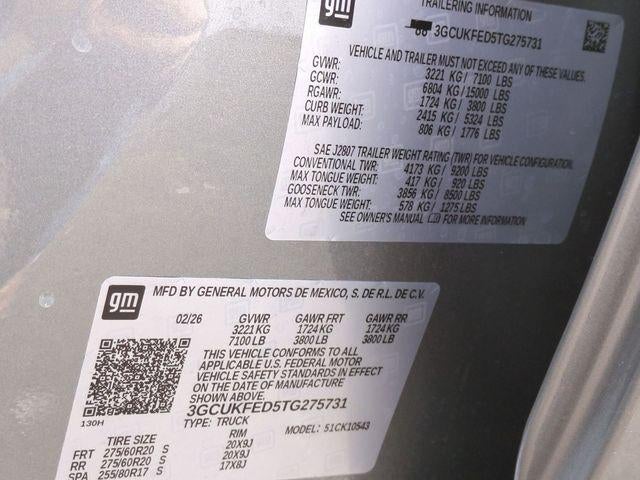 gm
TRAILERING INFORMATION
3GCUKFED5TG275731
VEHICLE AND TRAILER MUST NOT EXCEED ANY OF THESE VALUES.
GVWR: 3221 KG / 7100 LBS
GCWR: 6804 KG / 15000 LBS
RGAWR: 1724 KG / 3800 LBS
CURB WEIGHT: 2415 KG / 5324 LBS
MAX PAYLOAD: 806 KG / 1776 LBS
SAE J2807 TRAILER WEIGHT RATING (TWR) FOR VEHICLE CONFIGURATION.
CONVENTIONAL TWR: 4173 KG / 9200 LBS
MAX TONGUE WEIGHT: 417 KG / 920 LBS
GOOSENECK TWR: 3856 KG / 8500 LBS
MAX TONGUE WEIGHT: 578 KG / 1275 LBS
SEE OWNER'S MANUAL FOR MORE INFORMATION
gm
MFD BY GENERAL MOTORS DE MEXICO, S. DE R.L. DE C.V.
02/26 GVWR GAWR FRT GAWR RR
3221 KG 1724 KG 1724 KG
7100 LB 3800 LB 3800 LB
THIS VEHICLE CONFORMS TO ALL
APPLICABLE U.S. FEDERAL MOTOR
VEHICLE SAFETY STANDARDS IN EFFECT
ON THE DATE OF MANUFACTURE
SHOWN ABOVE.
3GCUKFED5TG275731
130H
TYPE: TRUCK MODEL: 51CK10543
TIRE SIZE RIM
FRT 275/60R20 S 20X9J
RR 275/60R20 S 20X9J
SPA 255/80R17 S 17X8J